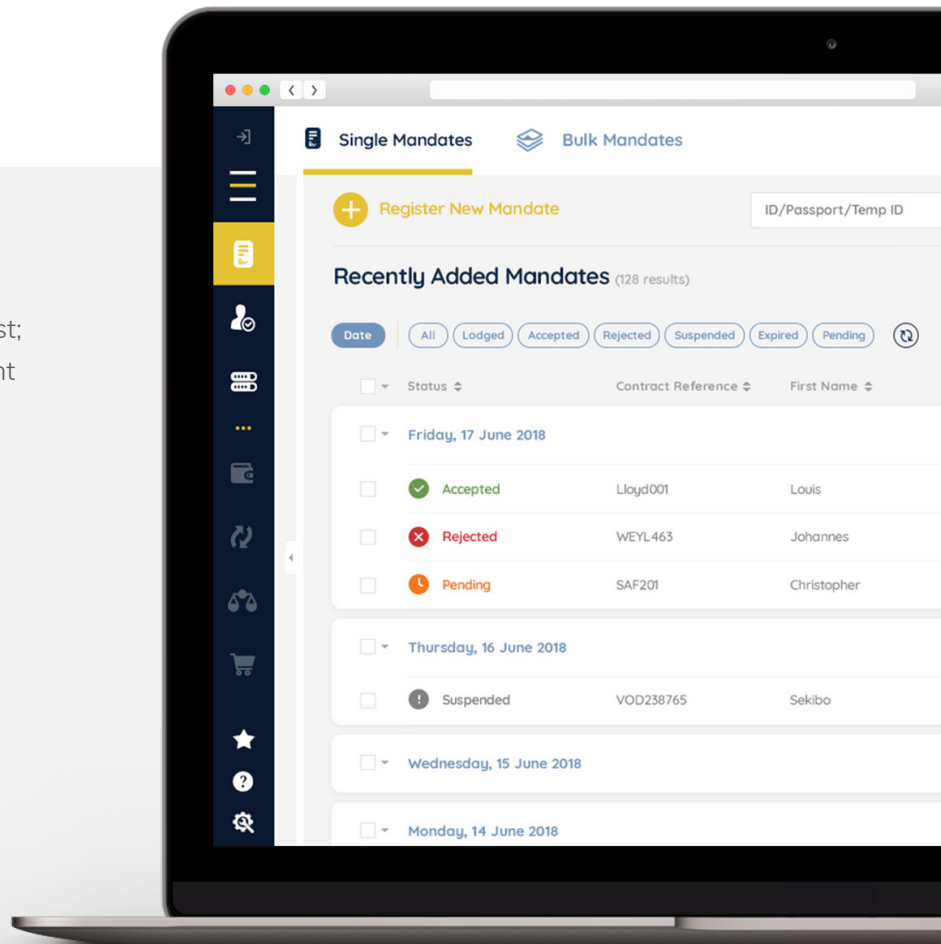 st;
nt
Single Mandates
Bulk Mandates
Register New Mandate
ID/Passport/Temp ID
Recently Added Mandates (128 results)
Date All Lodged Accepted Rejected Suspended Expired Pending
Status Contract Reference First Name
Friday, 17 June 2018
Accepted Lloyd001 Louis
Rejected WEYL463 Johannes
Pending SAF201 Christopher
Thursday, 16 June 2018
Suspended VOD238765 Sekibo
Wednesday, 15 June 2018
Monday, 14 June 2018